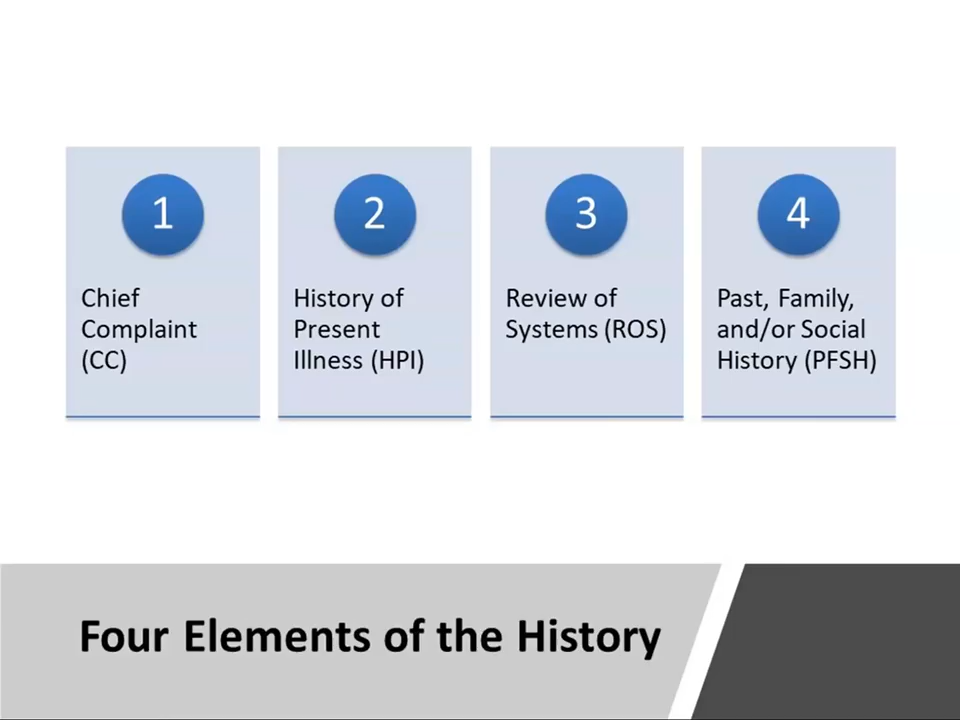 1
Chief
Complaint
(CC)
2
History of
Present
Illness (HPI)
3
Review of
Systems (ROS)
4
Past, Family,
and/or Social
History (PFSH)
Four Elements of the History